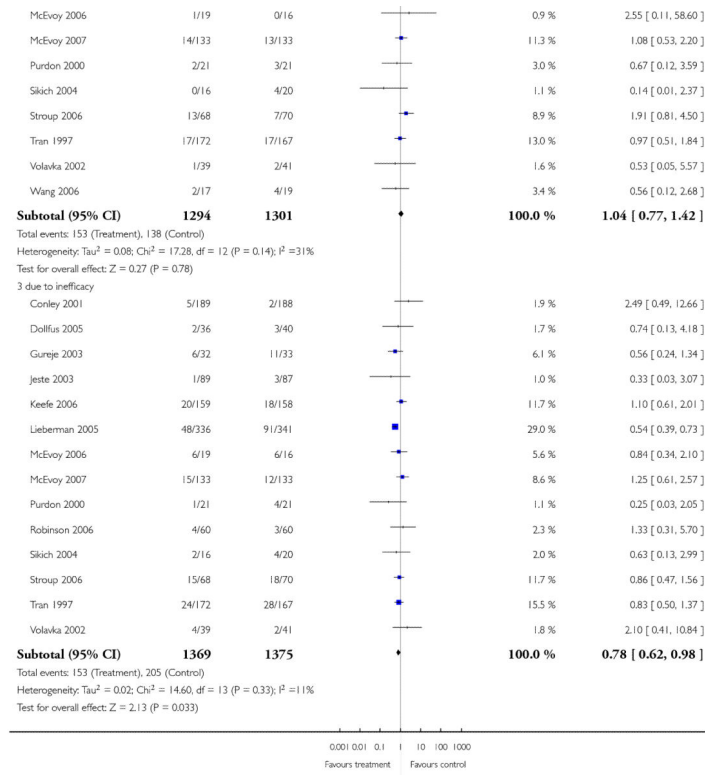 McEvoy 2006 1/19 0/16 0.9 % 2.55 [ 0.11, 58.60 ]
McEvoy 2007 14/133 13/133 11.3 % 1.08 [ 0.53, 2.20 ]
Purdon 2000 2/21 3/21 3.0 % 0.67 [ 0.12, 3.59 ]
Sikich 2004 0/16 4/20 1.1 % 0.14 [ 0.01, 2.37 ]
Stroup 2006 13/68 7/70 8.9 % 1.91 [ 0.81, 4.50 ]
Tran 1997 17/172 17/167 13.0 % 0.97 [ 0.51, 1.84 ]
Volavka 2002 1/39 2/41 1.6 % 0.53 [ 0.05, 5.57 ]
Wang 2006 2/17 4/19 3.4 % 0.56 [ 0.12, 2.68 ]
Subtotal (95% CI) 1294 1301 100.0 % 1.04 [ 0.77, 1.42 ]
Total events: 153 (Treatment), 138 (Control)
Heterogeneity: Tau² = 0.08; Chi² = 17.28, df = 12 (P = 0.14); I² =31%
Test for overall effect: Z = 0.27 (P = 0.78)
3 due to inefficacy
Conley 2001 5/189 2/188 1.9 % 2.49 [ 0.49, 12.66 ]
Dollfus 2005 2/36 3/40 1.7 % 0.74 [ 0.13, 4.18 ]
Gureje 2003 6/32 11/33 6.1 % 0.56 [ 0.24, 1.34 ]
Jeste 2003 1/89 3/87 1.0 % 0.33 [ 0.03, 3.07 ]
Keefe 2006 20/159 18/158 11.7 % 1.10 [ 0.61, 2.01 ]
Lieberman 2005 48/336 91/341 29.0 % 0.54 [ 0.39, 0.73 ]
McEvoy 2006 6/19 6/16 5.6 % 0.84 [ 0.34, 2.10 ]
McEvoy 2007 15/133 12/133 8.6 % 1.25 [ 0.61, 2.57 ]
Purdon 2000 1/21 4/21 1.1 % 0.25 [ 0.03, 2.05 ]
Robinson 2006 4/60 3/60 2.3 % 1.33 [ 0.31, 5.70 ]
Sikich 2004 2/16 4/20 2.0 % 0.63 [ 0.13, 2.99 ]
Stroup 2006 15/68 18/70 11.7 % 0.86 [ 0.47, 1.56 ]
Tran 1997 24/172 28/167 15.5 % 0.83 [ 0.50, 1.37 ]
Volavka 2002 4/39 2/41 1.8 % 2.10 [ 0.41, 10.84 ]
Subtotal (95% CI) 1369 1375 100.0 % 0.78 [ 0.62, 0.98 ]
Total events: 153 (Treatment), 205 (Control)
Heterogeneity: Tau² = 0.02; Chi² = 14.60, df = 13 (P = 0.33); I² =11%
Test for overall effect: Z = 2.13 (P = 0.033)
0.001 0.01 0.1 1 10 100 1000
Favours treatment Favours control